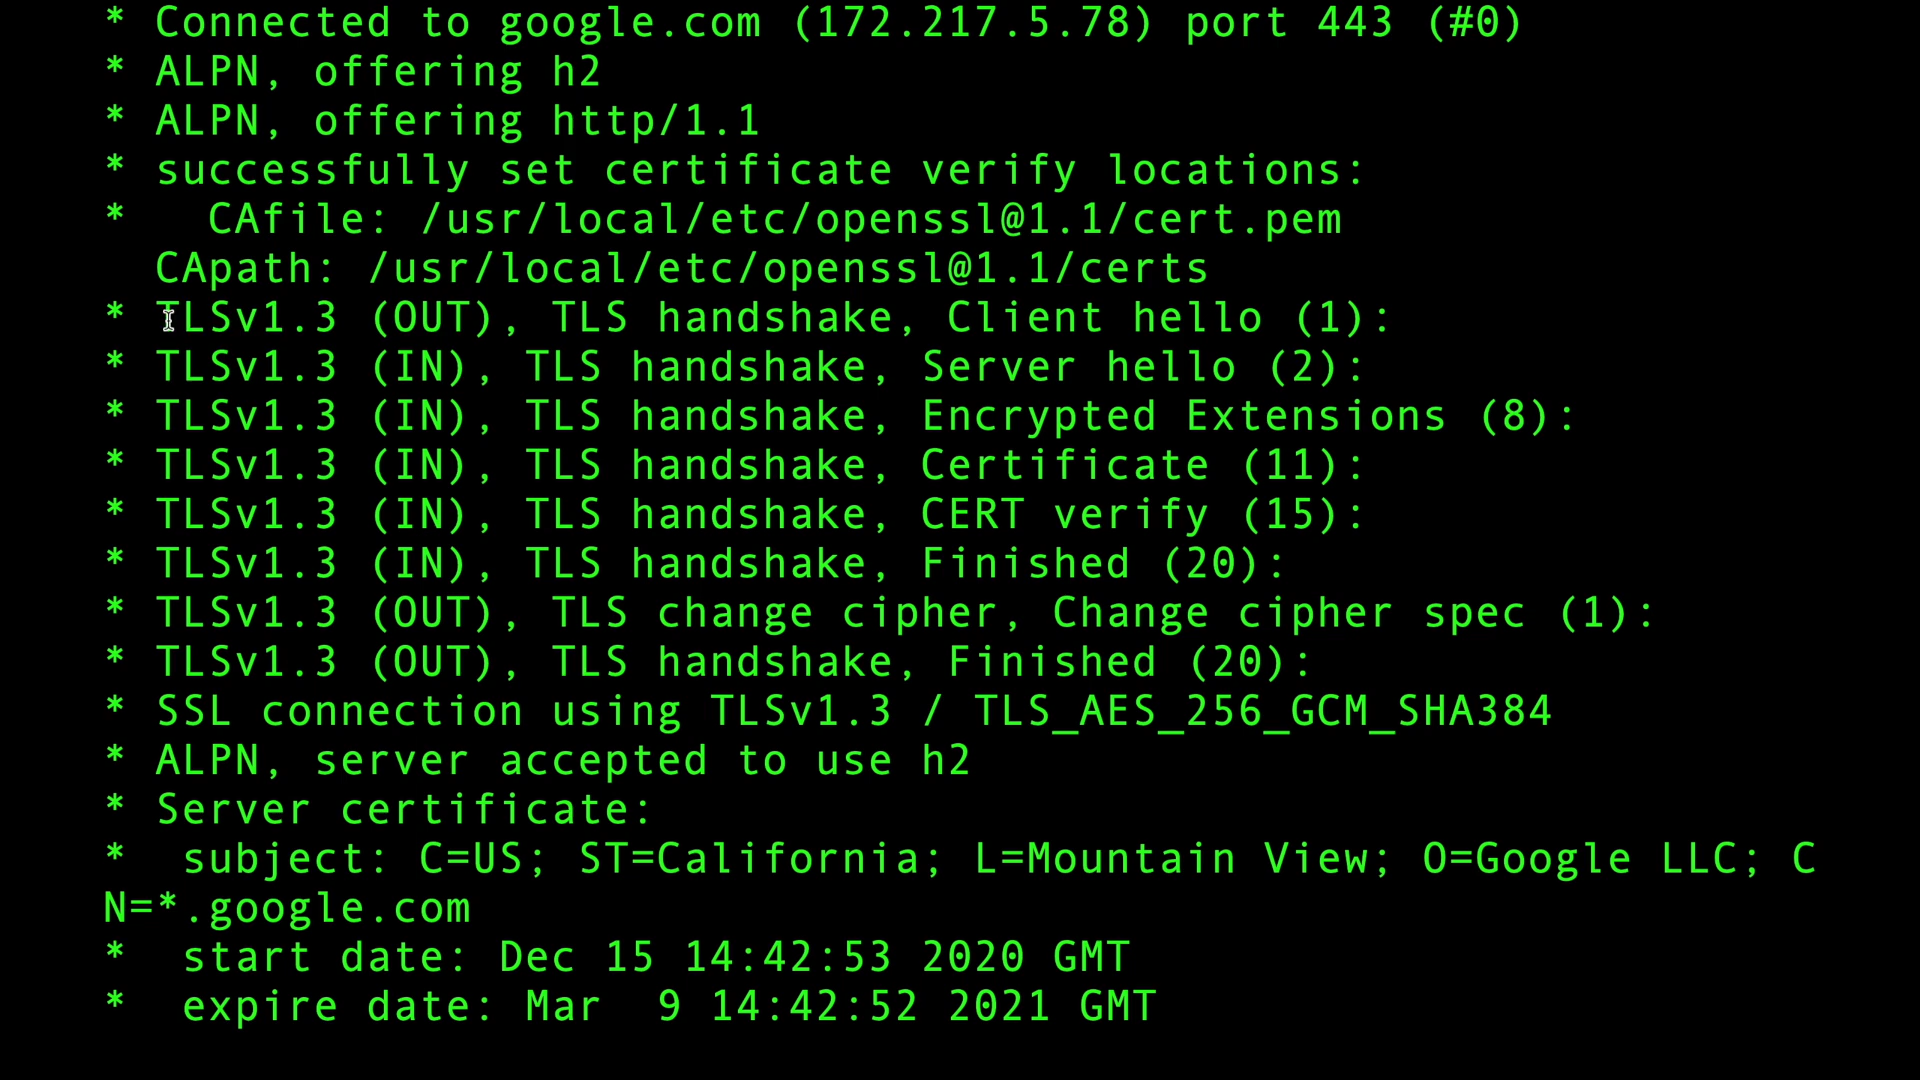 * Connected to google.com (172.217.5.78) port 443 (#0)
* ALPN, offering h2
* ALPN, offering http/1.1
* successfully set certificate verify locations:
*   CAfile: /usr/local/etc/openssl@1.1/cert.pem
  CApath: /usr/local/etc/openssl@1.1/certs
* TLSv1.3 (OUT), TLS handshake, Client hello (1):
* TLSv1.3 (IN), TLS handshake, Server hello (2):
* TLSv1.3 (IN), TLS handshake, Encrypted Extensions (8):
* TLSv1.3 (IN), TLS handshake, Certificate (11):
* TLSv1.3 (IN), TLS handshake, CERT verify (15):
* TLSv1.3 (IN), TLS handshake, Finished (20):
* TLSv1.3 (OUT), TLS change cipher, Change cipher spec (1):
* TLSv1.3 (OUT), TLS handshake, Finished (20):
* SSL connection using TLSv1.3 / TLS_AES_256_GCM_SHA384
* ALPN, server accepted to use h2
* Server certificate:
*  subject: C=US; ST=California; L=Mountain View; O=Google LLC; C
N=*.google.com
*  start date: Dec 15 14:42:53 2020 GMT
*  expire date: Mar  9 14:42:52 2021 GMT